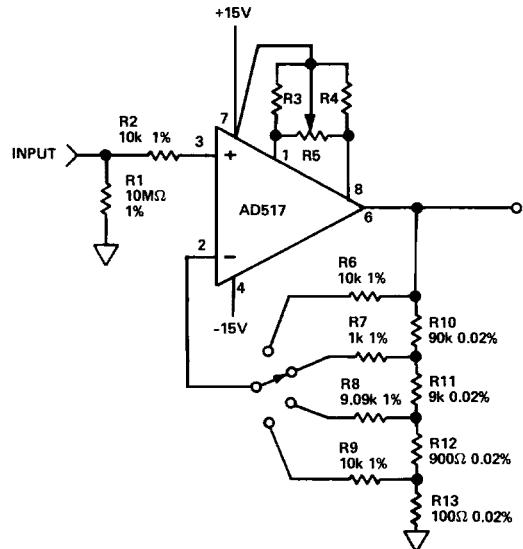 +15V
R3
R4
R2
10k 1%
7
INPUT
3
+
1
R5
R1
10MΩ
1%
8
AD517
6
2
−
4
-15V
R6
10k 1%
R7
1k 1%
R10
90k 0.02%
R8
9.09k 1%
R11
9k 0.02%
R9
10k 1%
R12
900Ω 0.02%
R13
100Ω 0.02%